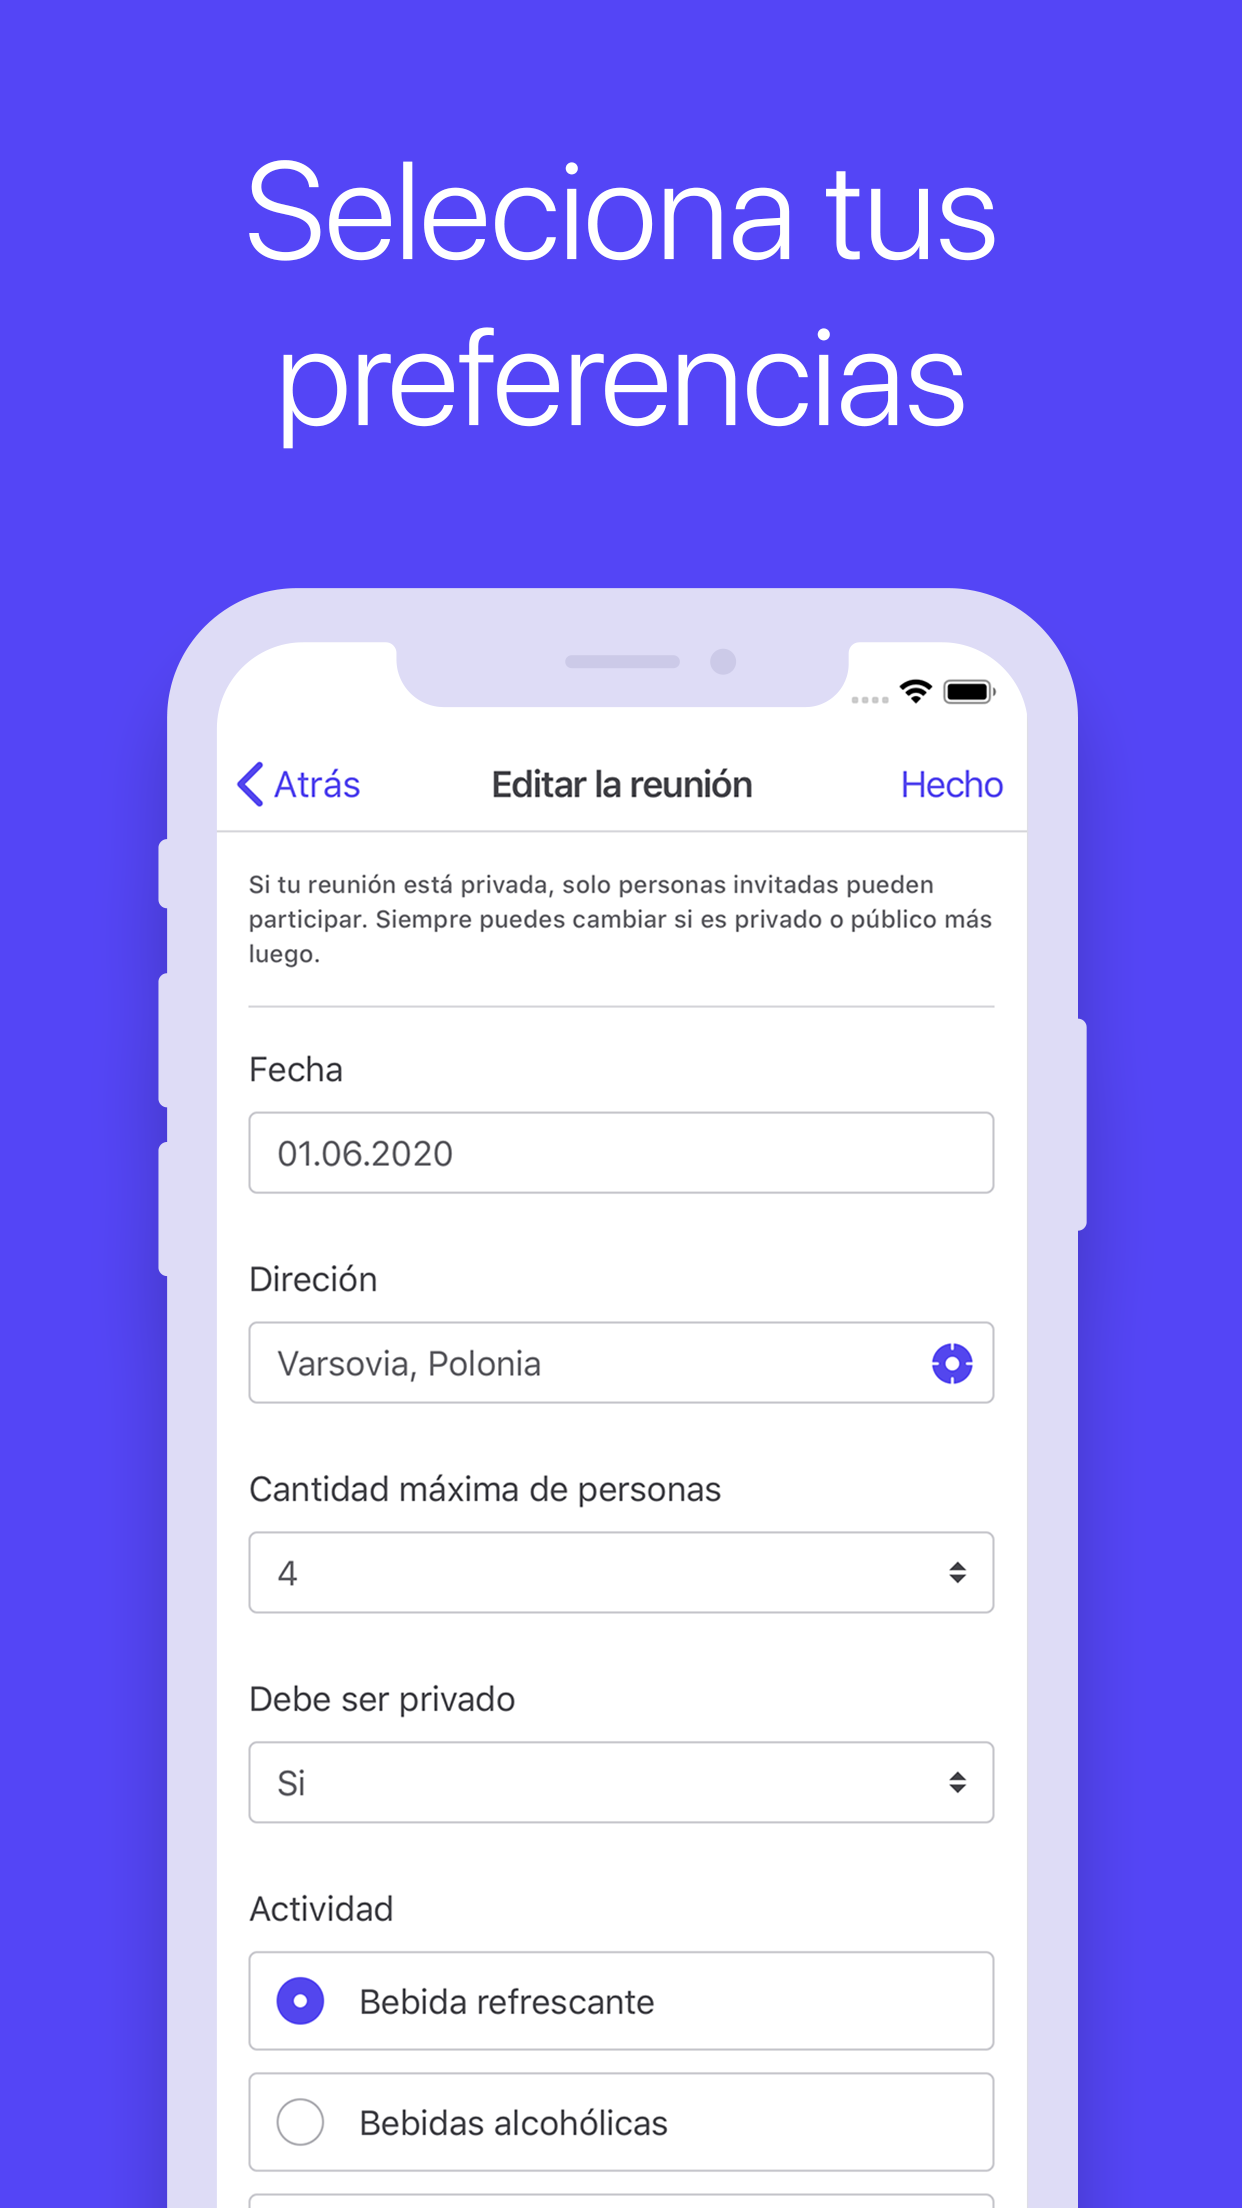 Seleciona tus
preferencias
Atrás
Editar la reunión
Hecho
Si tu reunión está privada, solo personas invitadas pueden
participar. Siempre puedes cambiar si es privado o público más
luego.
Fecha
01.06.2020
Direción
Varsovia, Polonia
Cantidad máxima de personas
4
Debe ser privado
Si
Actividad
Bebida refrescante
Bebidas alcohólicas